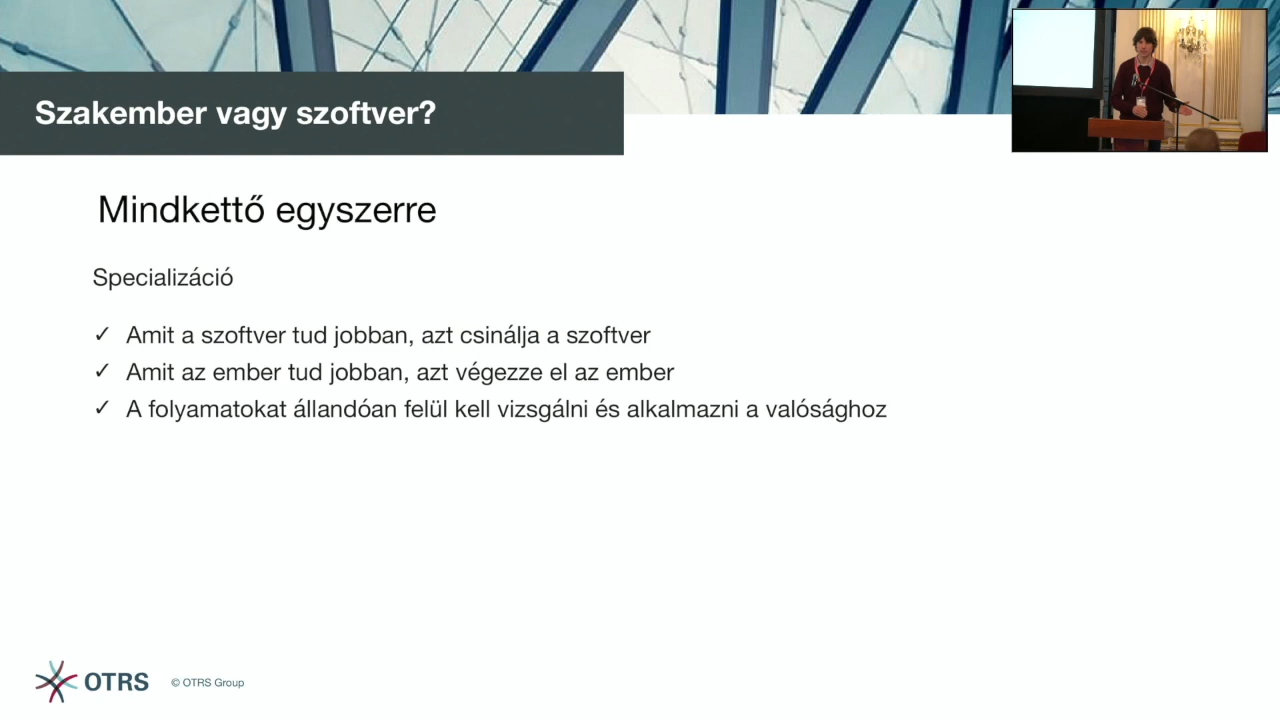 Szakember vagy szoftver?
Mindkettő egyszerre
Specializáció
✓ Amit a szoftver tud jobban, azt csinálja a szoftver
✓ Amit az ember tud jobban, azt végezze el az ember
✓ A folyamatokat állandóan felül kell vizsgálni és alkalmazni a valósághoz
OTRS © OTRS Group